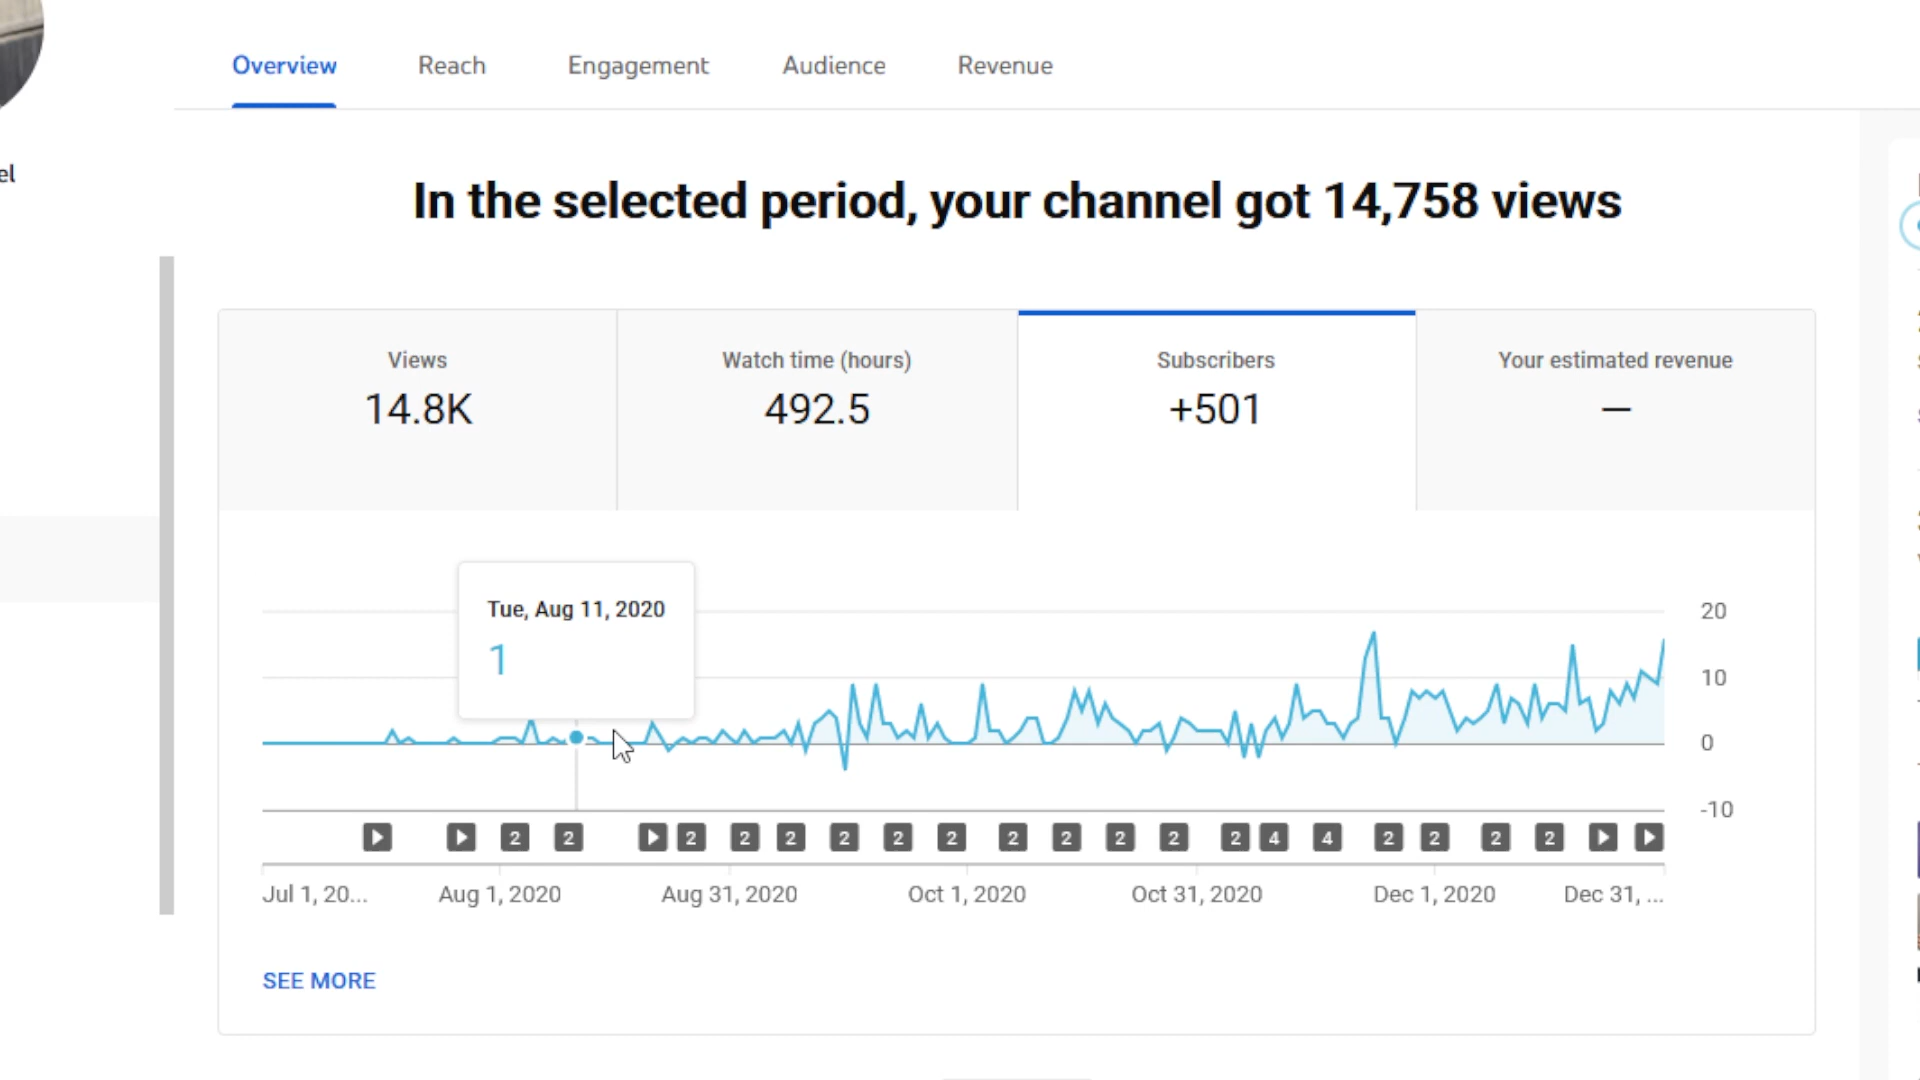 Overview Reach Engagement Audience Revenue
el
In the selected period, your channel got 14,758 views
Views Watch time (hours) Subscribers Your estimated revenue
14.8K 492.5 +501 —
Tue, Aug 11, 2020
1
20
10
0
-10
2 2 2 2 2 2 2 2 2 2 2 2 2 4 4 2 2 2 2
Jul 1, 20... Aug 1, 2020 Aug 31, 2020 Oct 1, 2020 Oct 31, 2020 Dec 1, 2020 Dec 31, ...
SEE MORE